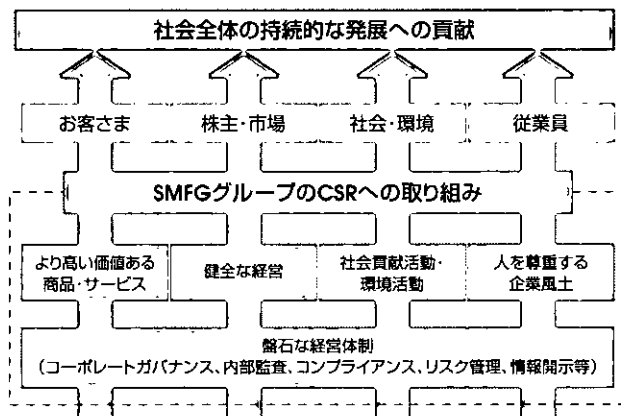 社会全体の持続的な発展への貢献
お客さま
株主・市場
社会・環境
従業員
SMFGグループのCSRへの取り組み
より高い価値ある
商品・サービス
健全な経営
社会貢献活動・
環境活動
人を尊重する
企業風土
盤石な経営体制
(コーポレートガバナンス、内部監査、コンプライアンス、リスク管理、情報開示等)